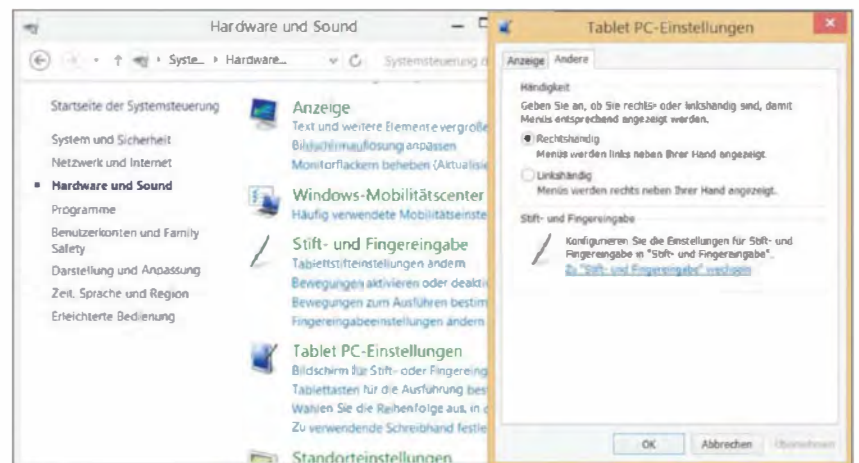 Hardware und Sound
Syste... Hardware...
Systemsteuerung
Startseite der Systemsteuerung
System und Sicherheit
Netzwerk und Internet
Hardware und Sound
Programme
Benutzerkonten und Family
Safety
Darstellung und Anpassung
Zeit, Sprache und Region
Erleichterte Bedienung
Anzeige
Text und weitere Elemente vergröße
Bildschirmauflösung anpassen
Monitorflackern beheben (Aktualisie
Windows-Mobilitätscenter
Häufig verwendete Mobilitätseinste
Stift- und Fingereingabe
Tablettstifteinstellungen ändern
Bewegungen aktivieren oder deakti
Bewegungen zum Ausführen bestim
Fingereingabeeinstellungen ändern
Tablet PC-Einstellungen
Bildschirm für Stift- oder Fingereing
Tablettasten für die Ausführung bes
Wählen Sie die Reihenfolge aus, in
Zu verwendende Schreibhand festle
Standorteinstellungen
Tablet PC-Einstellungen
Anzeige Andere
Händigkeit
Geben Sie an, ob Sie rechts- oder linkshändig sind, damit
Menüs entsprechend angezeigt werden.
Rechtshändig
Menüs werden links neben Ihrer Hand angezeigt.
Linkshändig
Menüs werden rechts neben Ihrer Hand angezeigt.
Stift- und Fingereingabe
Konfigurieren Sie die Einstellungen für Stift- und
Fingereingabe in "Stift- und Fingereingabe".
Zu "Stift- und Fingereingabe" wechseln
OK Abbrechen Übernehmen